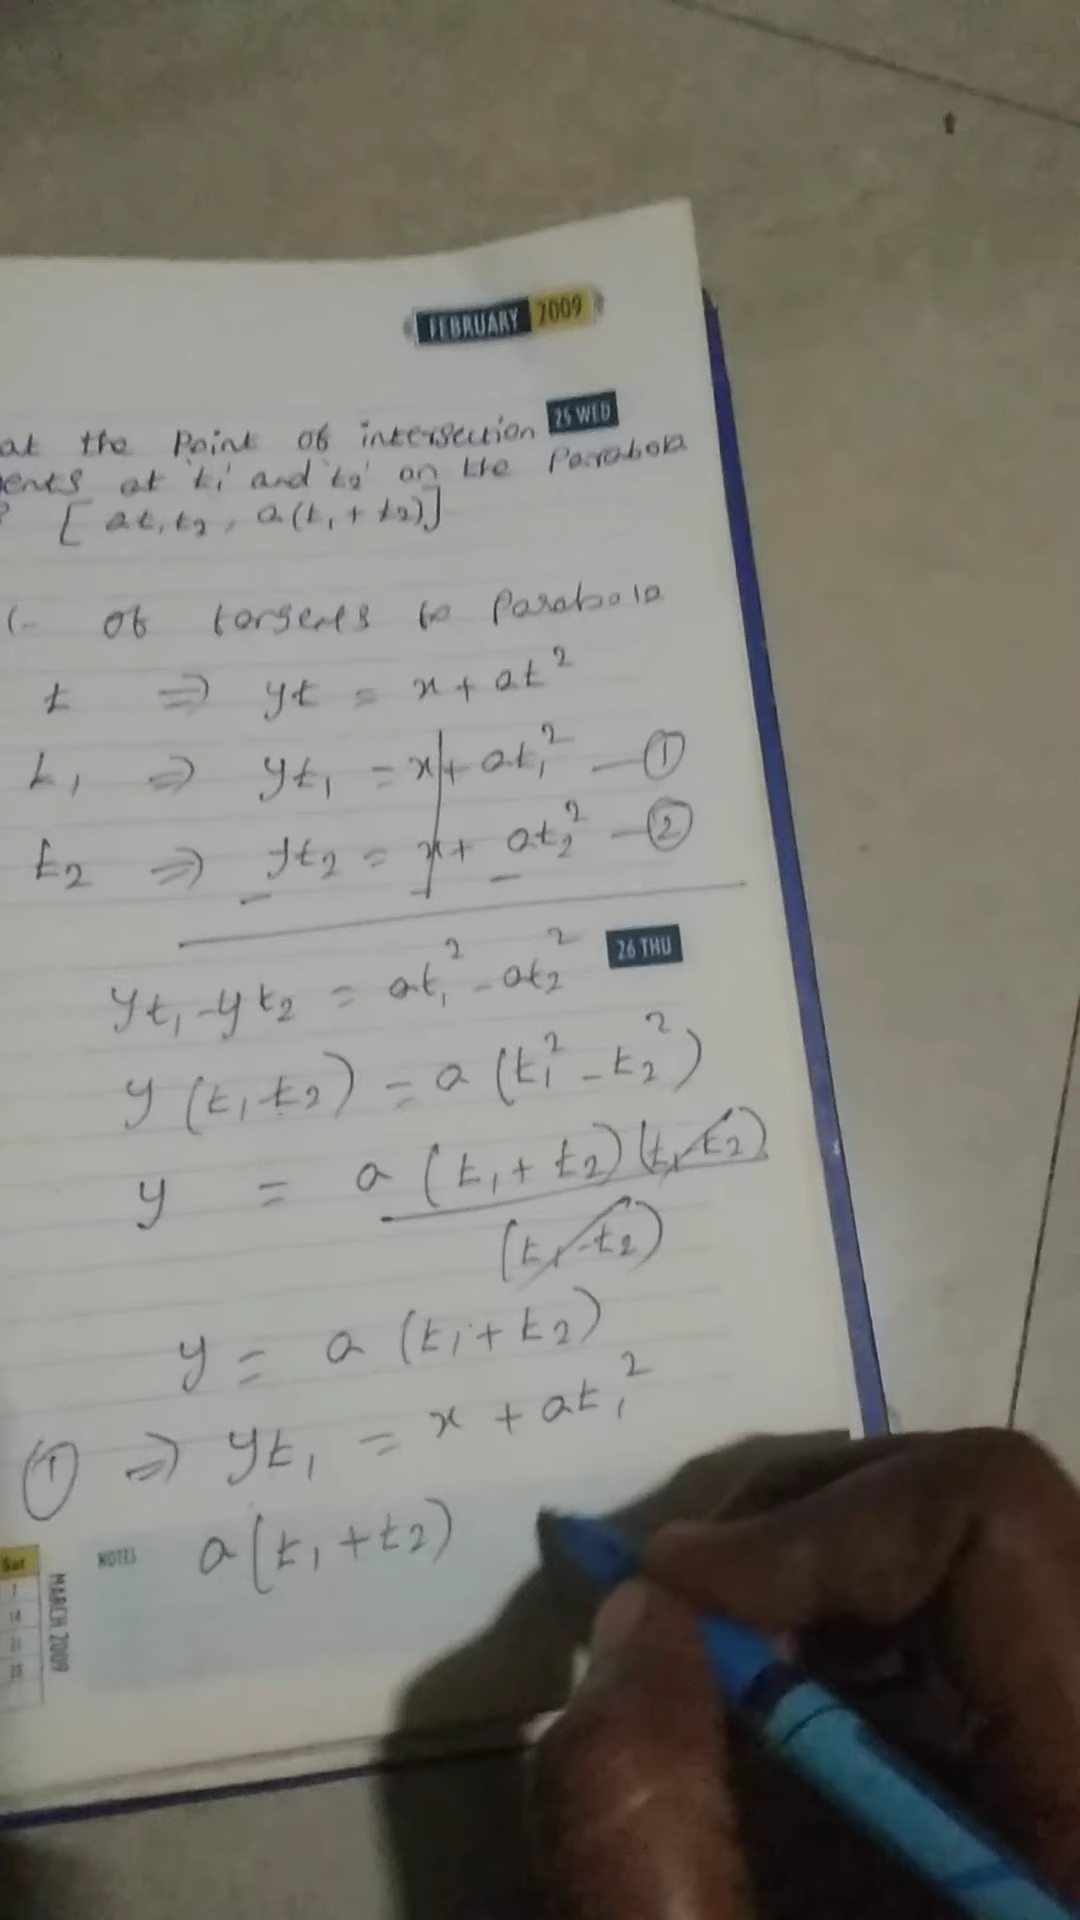 FEBRUARY 2009
25 WED
at the Point of intersection
ents at 't1' and 't2' on the Parabola
[at1t2, a(t1+t2)]
of tangents to Parabola
t ⇒ yt = x + at²
t1 ⇒ yt1 = x + at1² — ①
t2 ⇒ yt2 = x + at2² — ②
26 THU
yt1 - yt2 = at1² - at2²
y(t1-t2) = a(t1² - t2²)
y = a(t1+t2)(t1-t2)
(t1-t2)
y = a(t1+t2)
① ⇒ yt1 = x + at1²
NOTES
a(t1+t2)
Sat
MARCH 2009